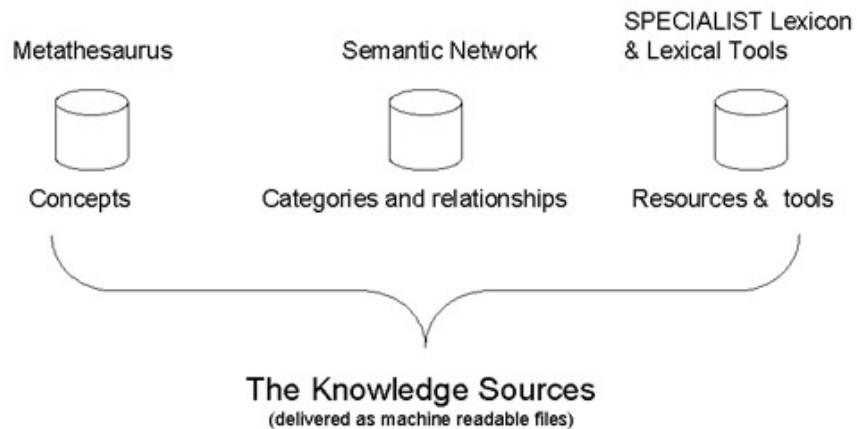 Metathesaurus
Semantic Network
SPECIALIST Lexicon
& Lexical Tools
Concepts
Categories and relationships
Resources & tools
The Knowledge Sources
(delivered as machine readable files)